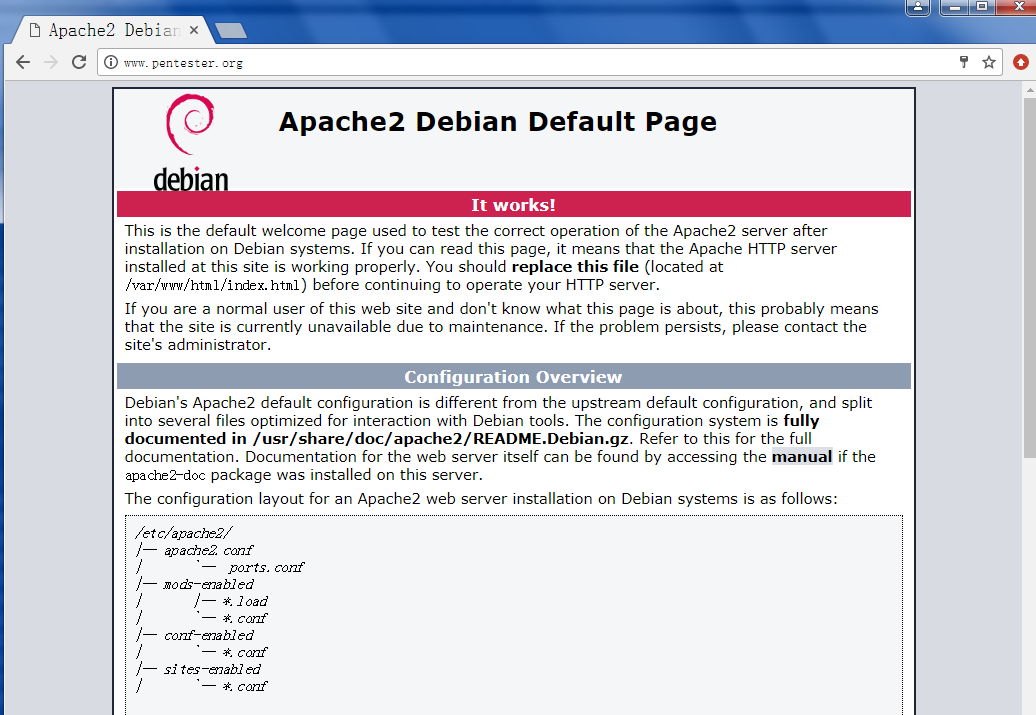 Apache2 Debian
www.pentester.org
debian
Apache2 Debian Default Page
It works!
This is the default welcome page used to test the correct operation of the Apache2 server after
installation on Debian systems. If you can read this page, it means that the Apache HTTP server
installed at this site is working properly. You should replace this file (located at
/var/www/html/index.html) before continuing to operate your HTTP server.
If you are a normal user of this web site and don't know what this page is about, this probably means
that the site is currently unavailable due to maintenance. If the problem persists, please contact the
site's administrator.
Configuration Overview
Debian's Apache2 default configuration is different from the upstream default configuration, and split
into several files optimized for interaction with Debian tools. The configuration system is fully
documented in /usr/share/doc/apache2/README.Debian.gz. Refer to this for the full
documentation. Documentation for the web server itself can be found by accessing the manual if the
apache2-doc package was installed on this server.
The configuration layout for an Apache2 web server installation on Debian systems is as follows:
/etc/apache2/
|-- apache2.conf
|       `--  ports.conf
|-- mods-enabled
|       |-- *.load
|       `-- *.conf
|-- conf-enabled
|       `-- *.conf
|-- sites-enabled
|       `-- *.conf